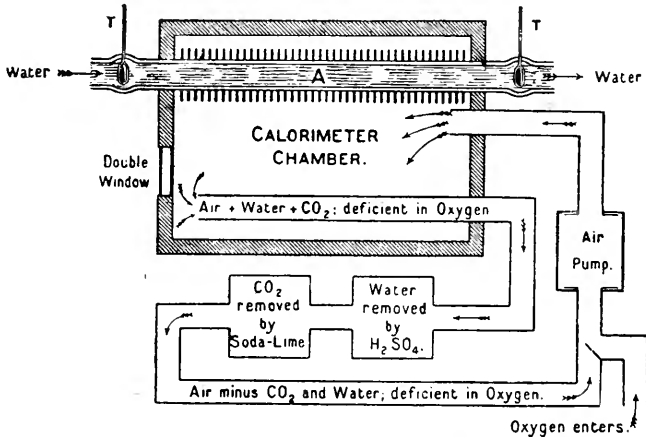 T
T
Water
A
Water
CALORIMETER
CHAMBER.
Double
Window
Air + Water + CO₂: deficient in Oxygen
Air
Pump.
CO₂
removed
by
Soda-Lime
Water
removed
by
H₂SO₄.
Air minus CO₂ and Water; deficient in Oxygen.
Oxygen enters.